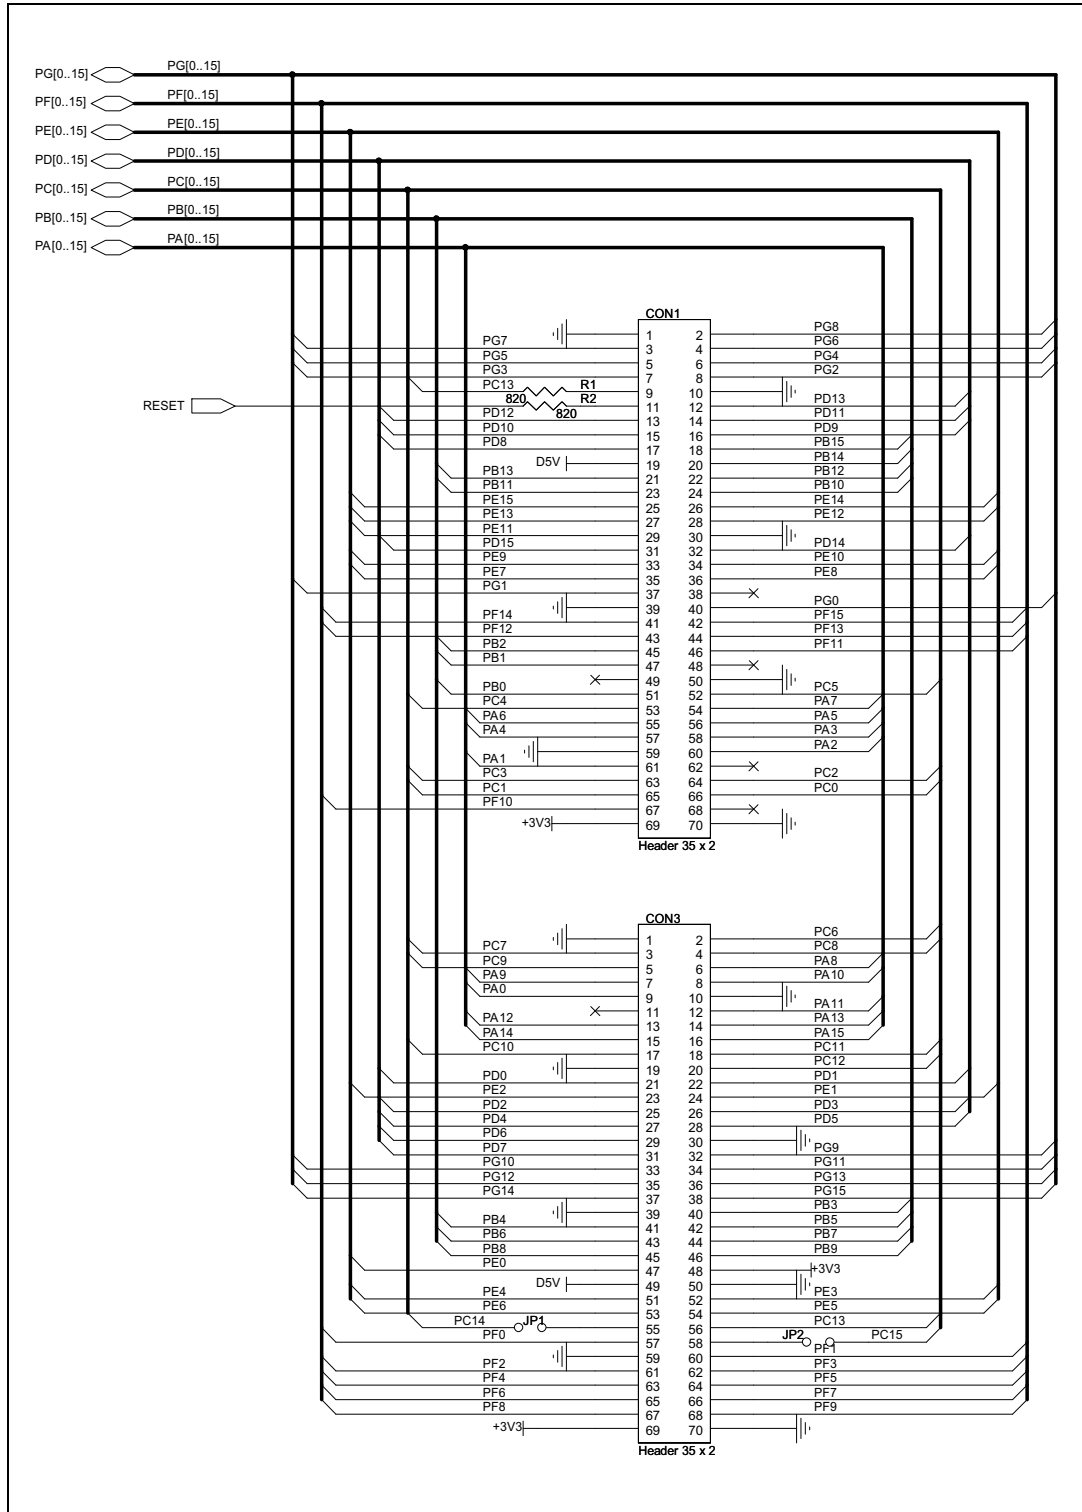 PG[0..15] PG[0..15]
PF[0..15] PF[0..15]
PE[0..15] PE[0..15]
PD[0..15] PD[0..15]
PC[0..15] PC[0..15]
PB[0..15] PB[0..15]
PA[0..15] PA[0..15]
CON1
1 2 PG8
PG7 3 4 PG6
PG5 5 6 PG4
PG3 7 8 PG2
PC13 R1 9 10
820
RESET R2 11 12 PD13
820
PD12 13 14 PD11
PD10 15 16 PD9
PD8 17 18 PB15
D5V 19 20 PB14
PB13 21 22 PB12
PB11 23 24 PB10
PE15 25 26 PE14
PE13 27 28 PE12
PE11 29 30
PD15 31 32 PD14
PE9 33 34 PE10
PE7 35 36 PE8
PG1 37 38
39 40 PG0
PF14 41 42 PF15
PF12 43 44 PF13
PB2 45 46 PF11
PB1 47 48
49 50
PB0 51 52 PC5
PC4 53 54 PA7
PA6 55 56 PA5
PA4 57 58 PA3
59 60 PA2
PA1 61 62
PC3 63 64 PC2
PC1 65 66 PC0
PF10 67 68
+3V3 69 70
Header 35 x 2
CON3
1 2 PC6
PC7 3 4 PC8
PC9 5 6 PA8
PA9 7 8 PA10
PA0 9 10
11 12 PA11
PA12 13 14 PA13
PA14 15 16 PA15
PC10 17 18 PC11
19 20 PC12
PD0 21 22 PD1
PE2 23 24 PE1
PD2 25 26 PD3
PD4 27 28 PD5
PD6 29 30
PD7 31 32 PG9
PG10 33 34 PG11
PG12 35 36 PG13
PG14 37 38 PG15
39 40 PB3
PB4 41 42 PB5
PB6 43 44 PB7
PB8 45 46 PB9
PE0 47 48 +3V3
D5V 49 50
PE4 51 52 PE3
PE6 53 54 PE5
PC14 JP1 55 56 PC13
PF0 57 58 JP2 PC15
59 60 PF1
PF2 61 62 PF3
PF4 63 64 PF5
PF6 65 66 PF7
PF8 67 68 PF9
+3V3 69 70
Header 35 x 2